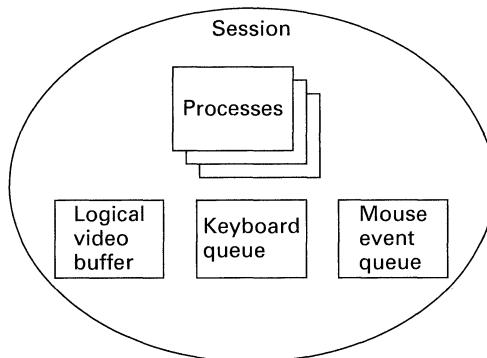 Session
Processes
Logical
video
buffer
Keyboard
queue
Mouse
event
queue